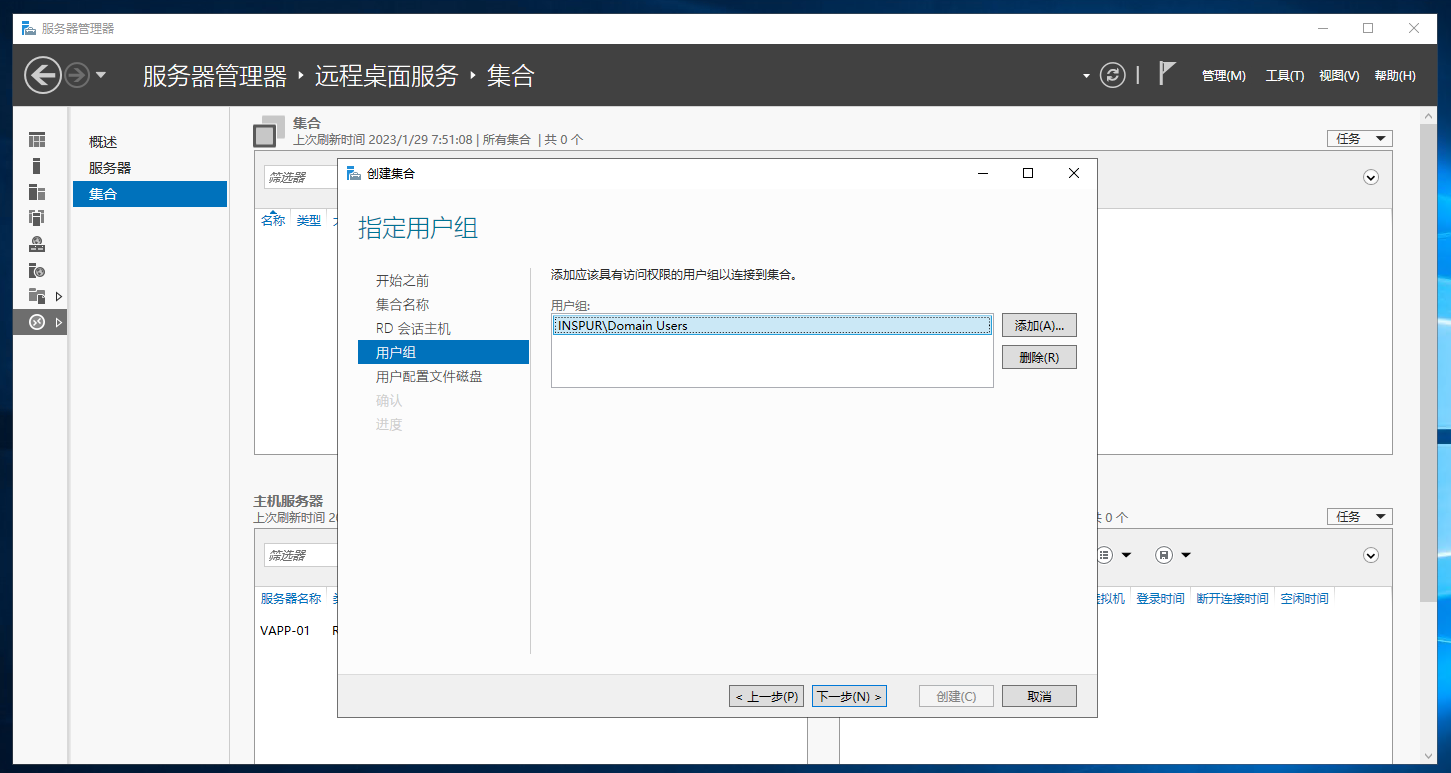 服务器管理器
服务器管理器 ‣ 远程桌面服务 ‣ 集合
管理(M) 工具(T) 视图(V) 帮助(H)
概述
服务器
集合
集合
上次刷新时间 2023/1/29 7:51:08 | 所有集合 | 共 0 个
任务
筛选器
名称 类型
创建集合
指定用户组
开始之前
集合名称
RD 会话主机
用户组
用户配置文件磁盘
确认
进度
添加应该具有访问权限的用户组以连接到集合。
用户组:
INSPUR\Domain Users
添加(A)...
删除(R)
< 上一步(P) 下一步(N) > 创建(C) 取消
主机服务器
上次刷新时间
筛选器
服务器名称
VAPP-01 R
共 0 个
任务
虚拟机 登录时间 断开连接时间 空闲时间